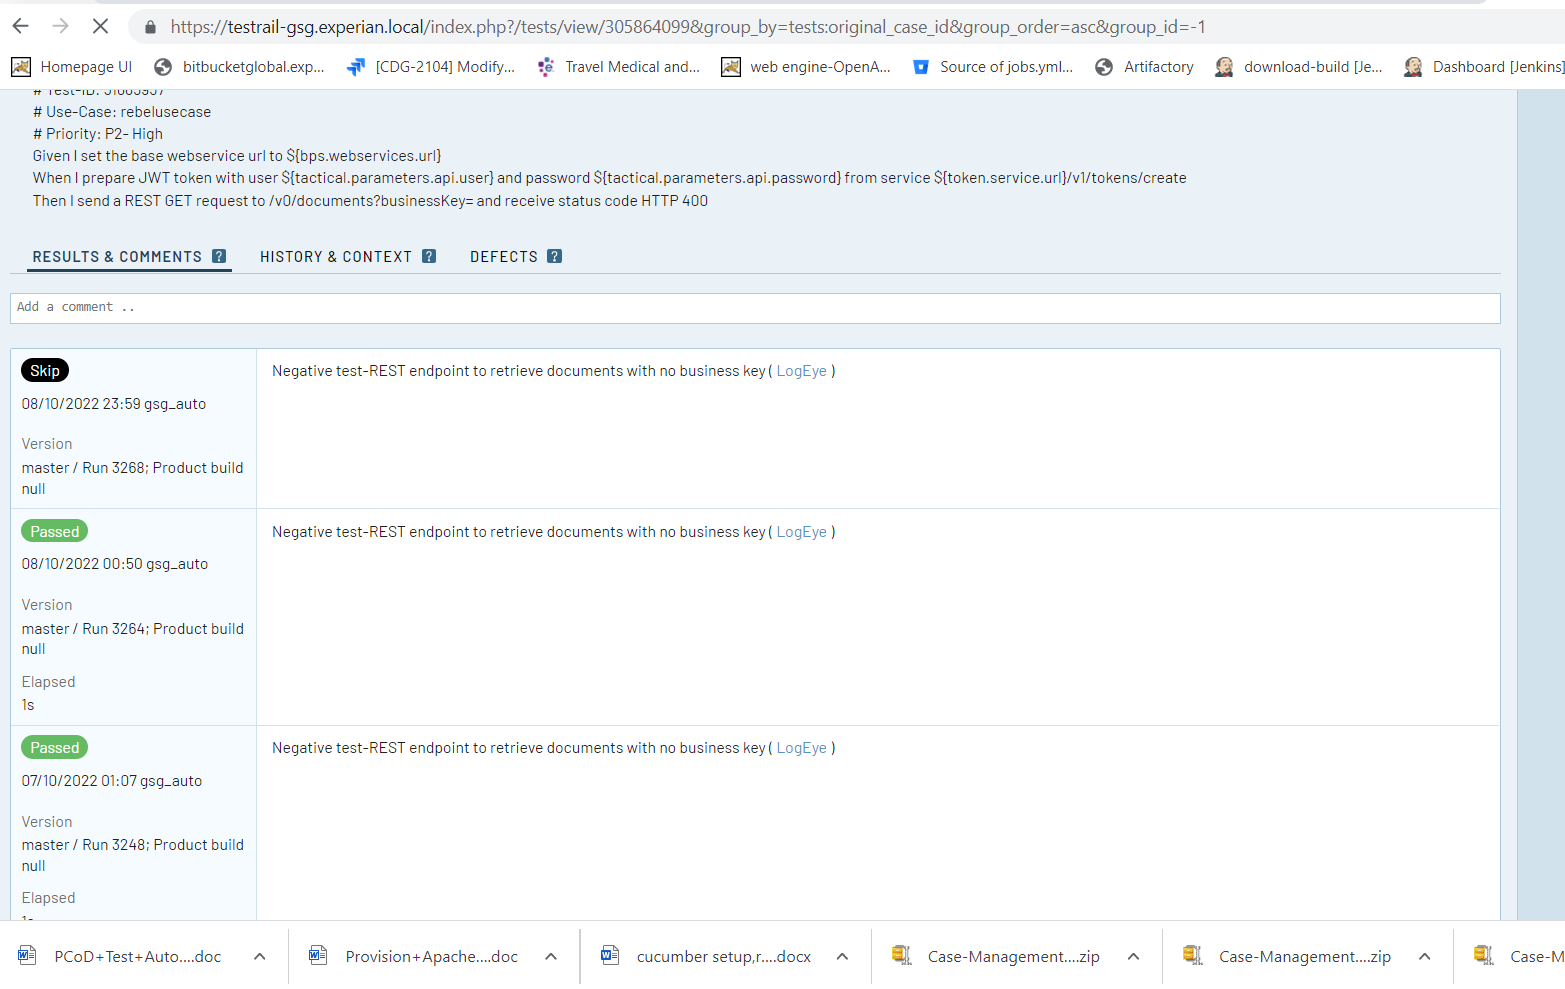 https://testrail-gsg.experian.local/index.php?/tests/view/305864099&group_by=tests:original_case_id&group_order=asc&group_id=-1
Homepage UI bitbucketglobal.exp... [CDG-2104] Modify... Travel Medical and... web engine-OpenA... Source of jobs.yml... Artifactory download-build [Je... Dashboard [Jenkins]
# Test-ID: 31663937
# Use-Case: rebelusecase
# Priority: P2- High
Given I set the base webservice url to ${bps.webservices.url}
When I prepare JWT token with user ${tactical.parameters.api.user} and password ${tactical.parameters.api.password} from service ${token.service.url}/v1/tokens/create
Then I send a REST GET request to /v0/documents?businessKey= and receive status code HTTP 400
RESULTS & COMMENTS ? HISTORY & CONTEXT ? DEFECTS ?
Add a comment ..
Skip
Negative test-REST endpoint to retrieve documents with no business key ( LogEye )
08/10/2022 23:59 gsg_auto
Version
master / Run 3268; Product build
null
Passed
Negative test-REST endpoint to retrieve documents with no business key ( LogEye )
08/10/2022 00:50 gsg_auto
Version
master / Run 3264; Product build
null
Elapsed
1s
Passed
Negative test-REST endpoint to retrieve documents with no business key ( LogEye )
07/10/2022 01:07 gsg_auto
Version
master / Run 3248; Product build
null
Elapsed
1s
PCoD+Test+Auto....doc Provision+Apache....doc cucumber setup,r....docx Case-Management....zip Case-Management....zip Case-M